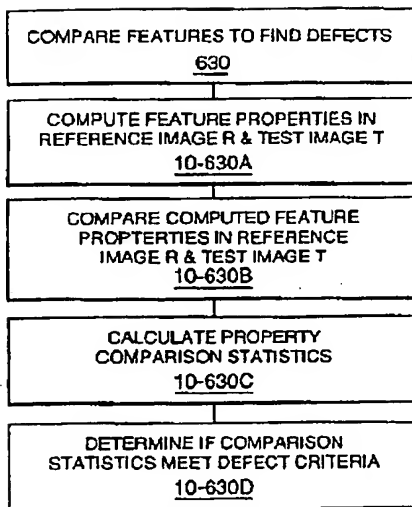 COMPARE FEATURES TO FIND DEFECTS
630
COMPUTE FEATURE PROPERTIES IN
REFERENCE IMAGE R & TEST IMAGE T
10-630A
COMPARE COMPUTED FEATURE
PROPTERTIES IN REFERENCE
IMAGE R & TEST IMAGE T
10-630B
CALCULATE PROPERTY
COMPARISON STATISTICS
10-630C
DETERMINE IF COMPARISON
STATISTICS MEET DEFECT CRITERIA
10-630D